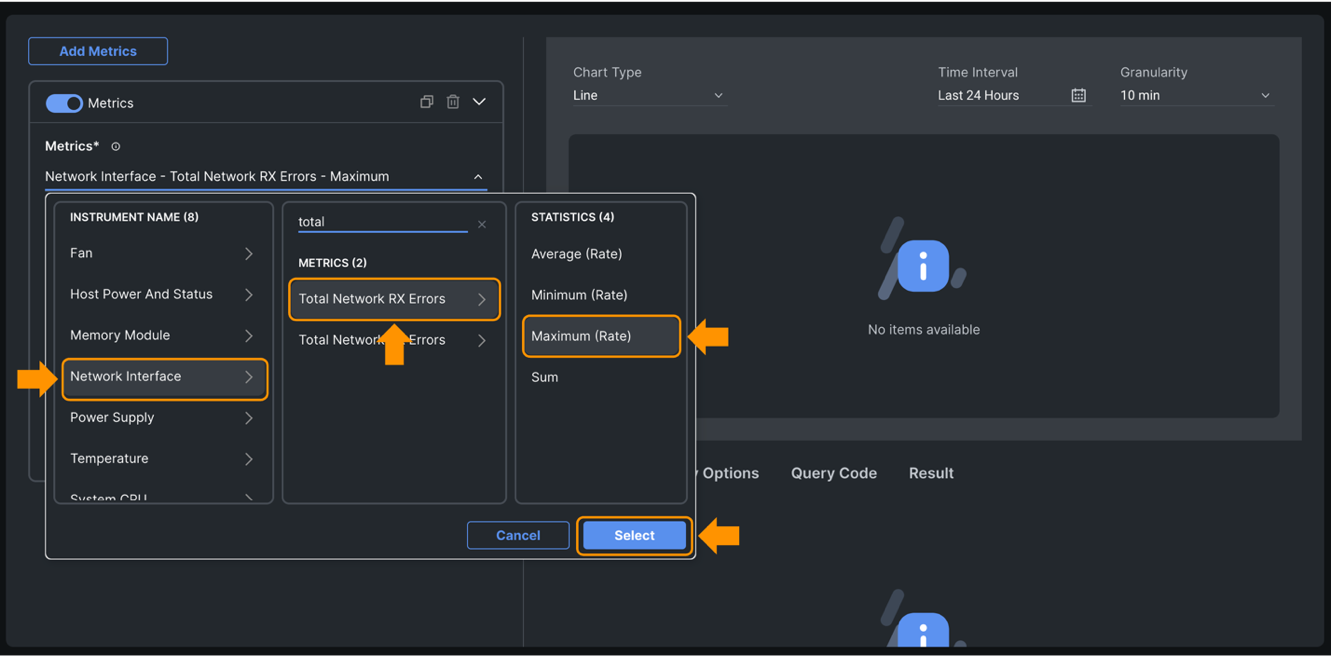 Add Metrics
Metrics
Metrics*
Network Interface - Total Network RX Errors - Maximum
INSTRUMENT NAME (8)
Fan
Host Power And Status
Memory Module
Network Interface
Power Supply
Temperature
System CPU
total
METRICS (2)
Total Network RX Errors
Total Network Errors
STATISTICS (4)
Average (Rate)
Minimum (Rate)
Maximum (Rate)
Sum
Cancel
Select
Chart Type
Line
Time Interval
Last 24 Hours
Granularity
10 min
No items available
Options
Query Code
Result